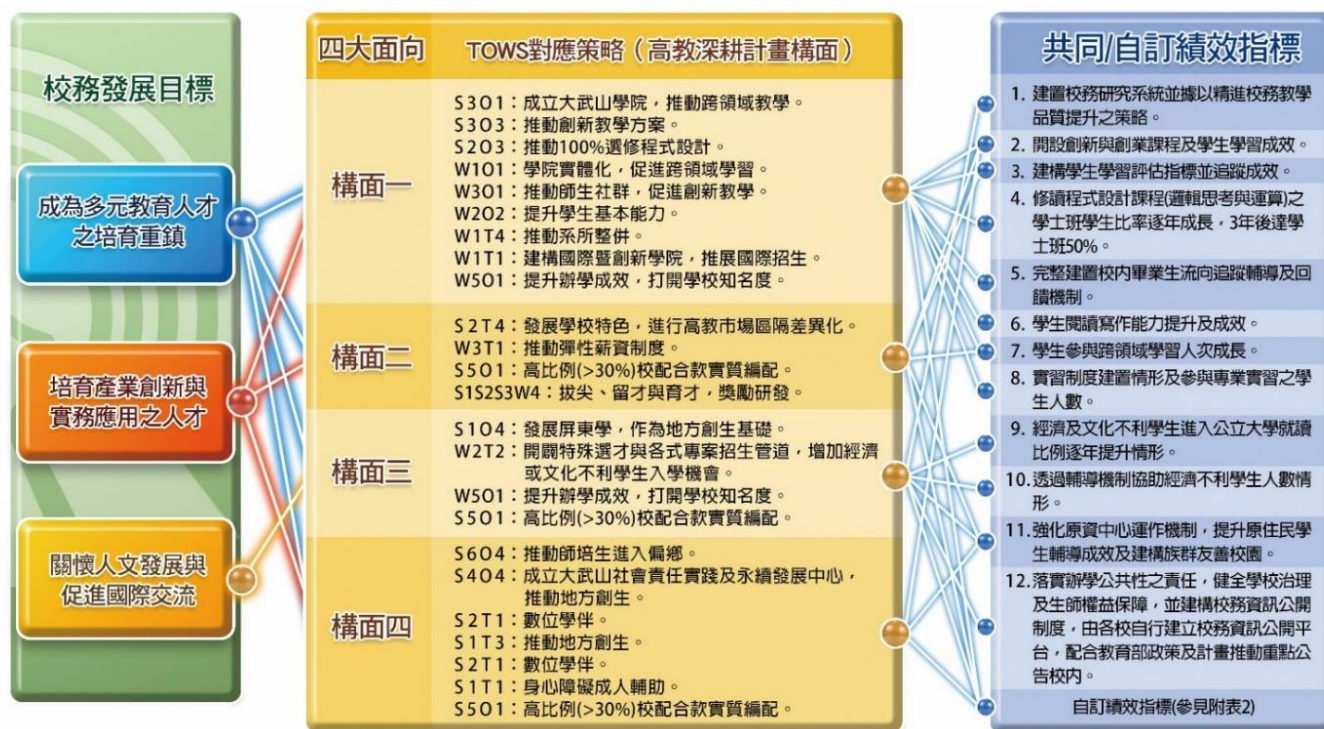 校務發展目標
成為多元教育人才
之培育重鎮
培育產業創新與
實務應用之人才
關懷人文發展與
促進國際交流
四大面向
TOWS對應策略（高教深耕計畫構面）
構面一
S3O1：成立大武山學院，推動跨領域教學。
S3O3：推動創新教學方案。
S2O3：推動100%選修程式設計。
W1O1：學院實體化，促進跨領域學習。
W3O1：推動師生社群，促進創新教學。
W2O2：提升學生基本能力。
W1T4：推動系所整併。
W1T1：建構國際暨創新學院，推展國際招生。
W5O1：提升辦學成效，打開學校知名度。
構面二
S2T4：發展學校特色，進行高教市場區隔差異化。
W3T1：推動彈性薪資制度。
S5O1：高比例(>30%)校配合款實質編配。
S1S2S3W4：拔尖、留才與育才，獎勵研發。
構面三
S1O4：發展屏東學，作為地方創生基礎。
W2T2：開闢特殊選才與各式專案招生管道，增加經濟
或文化不利學生入學機會。
W5O1：提升辦學成效，打開學校知名度。
S5O1：高比例(>30%)校配合款實質編配。
構面四
S6O4：推動師培生進入偏鄉。
S4O4：成立大武山社會責任實踐及永續發展中心，
推動地方創生。
S2T1：數位學伴。
S1T3：推動地方創生。
S2T1：數位學伴。
S1T1：身心障礙成人輔助。
S5O1：高比例(>30%)校配合款實質編配。
共同/自訂績效指標
1. 建置校務研究系統並據以精進校務教學
品質提升之策略。
2. 開設創新與創業課程及學生學習成效。
3. 建構學生學習評估指標並追蹤成效。
4. 修讀程式設計課程(邏輯思考與運算)之
學士班學生比率逐年成長，3年後達學
士班50%。
5. 完整建置校內畢業生流向追蹤輔導及回
饋機制。
6. 學生閱讀寫作能力提升及成效。
7. 學生參與跨領域學習人次成長。
8. 實習制度建置情形及參與專業實習之學
生人數。
9. 經濟及文化不利學生進入公立大學就讀
比例逐年提升情形。
10. 透過輔導機制協助經濟不利學生人數情
形。
11. 強化原資中心運作機制，提升原住民學
生輔導成效及建構族群友善校園。
12. 落實辦學公共性之責任，健全學校治理
及生師權益保障，並建構校務資訊公開
制度，由各校自行建立校務資訊公開平
台，配合教育部政策及計畫推動重點公
告校內。
自訂績效指標(參見附表2)